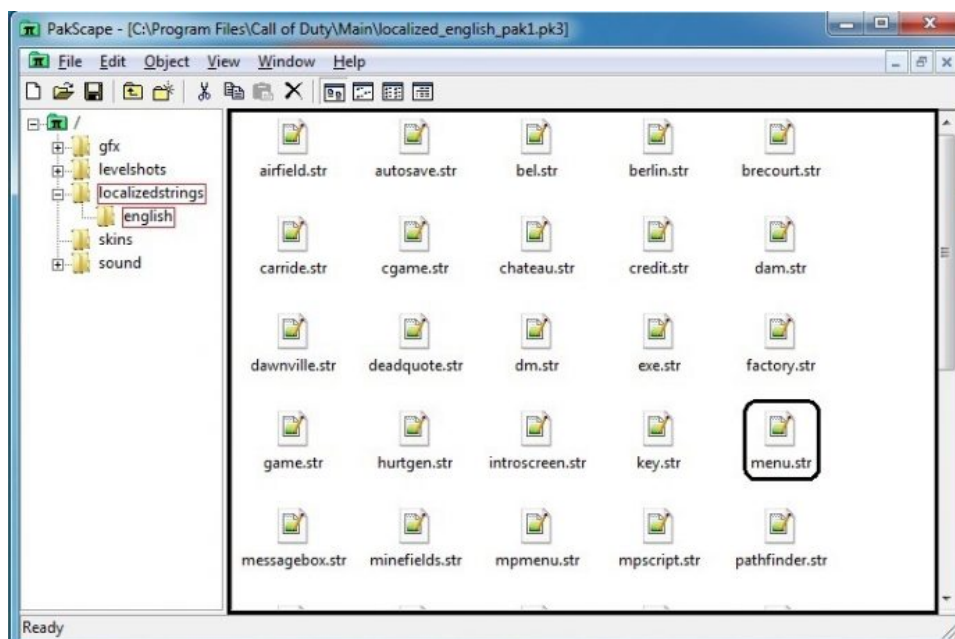 PakScape - [C:\Program Files\Call of Duty\Main\localized_english_pak1.pk3]
File Edit Object View Window Help
/
gfx
levelshots
localizedstrings
english
skins
sound
airfield.str autosave.str bel.str berlin.str brecourt.str
carride.str cgame.str chateau.str credit.str dam.str
dawnville.str deadquote.str dm.str exe.str factory.str
game.str hurtgen.str introscreen.str key.str menu.str
messagebox.str minefields.str mpmenu.str mpscript.str pathfinder.str
Ready